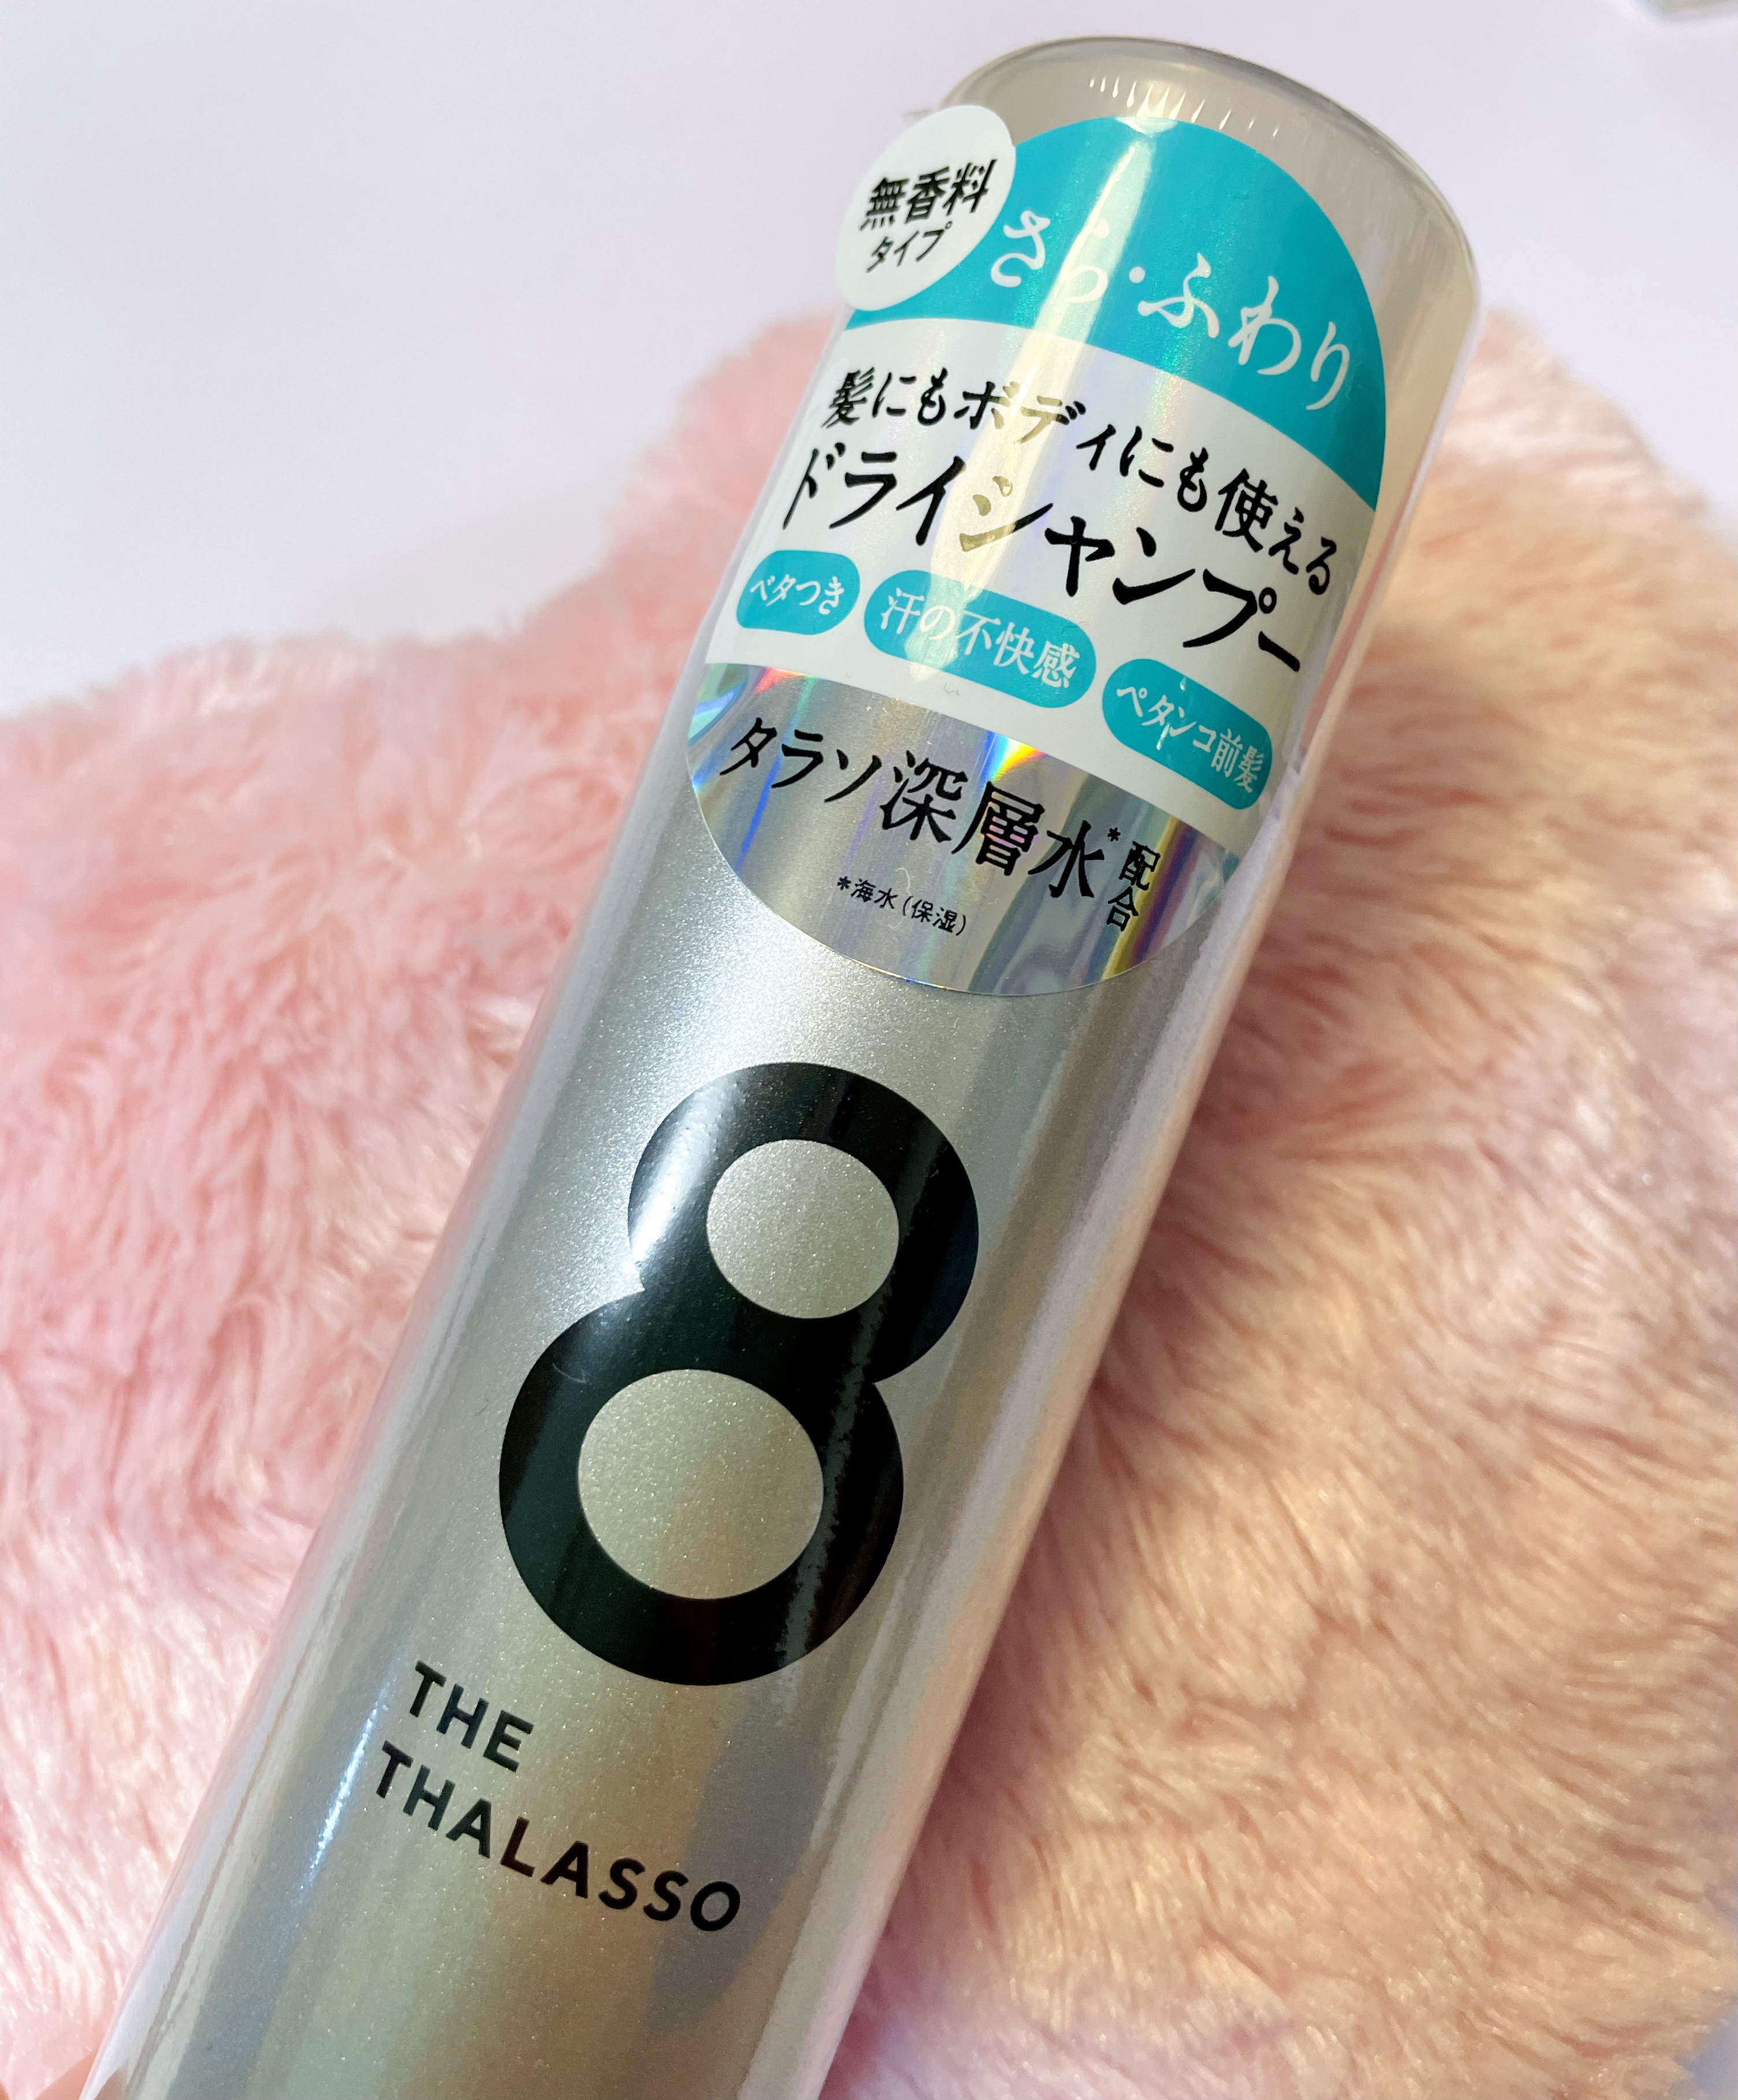 無香料
タイプ
さら・ふわり
髪にもボディにも使える
ドライシャンプー
ベタつき
汗の不快感
ペタンコ前髪
タラソ深層水*配合
*海水(保湿)
8
THE
THALASSO